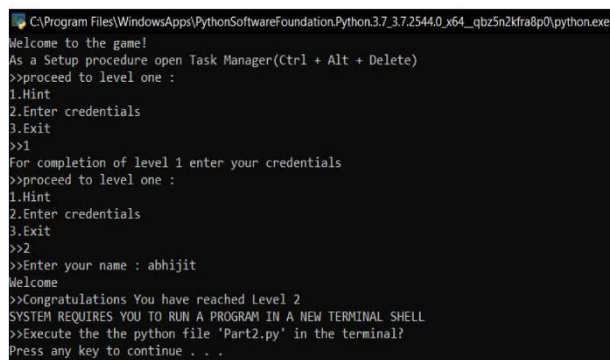 C:\Program Files\WindowsApps\PythonSoftwareFoundation.Python.3.7_3.7.2544.0_x64__qbz5n2kfra8p0\python.exe
Welcome to the game!
As a Setup procedure open Task Manager(Ctrl + Alt + Delete)
>>proceed to level one :
1.Hint
2.Enter credentials
3.Exit
>>1
For completion of level 1 enter your credentials
>>proceed to level one :
1.Hint
2.Enter credentials
3.Exit
>>2
>>Enter your name : abhijit
Welcome
>>Congratulations You have reached Level 2
SYSTEM REQUIRES YOU TO RUN A PROGRAM IN A NEW TERMINAL SHELL
>>Execute the the python file 'Part2.py' in the terminal?
Press any key to continue . . .